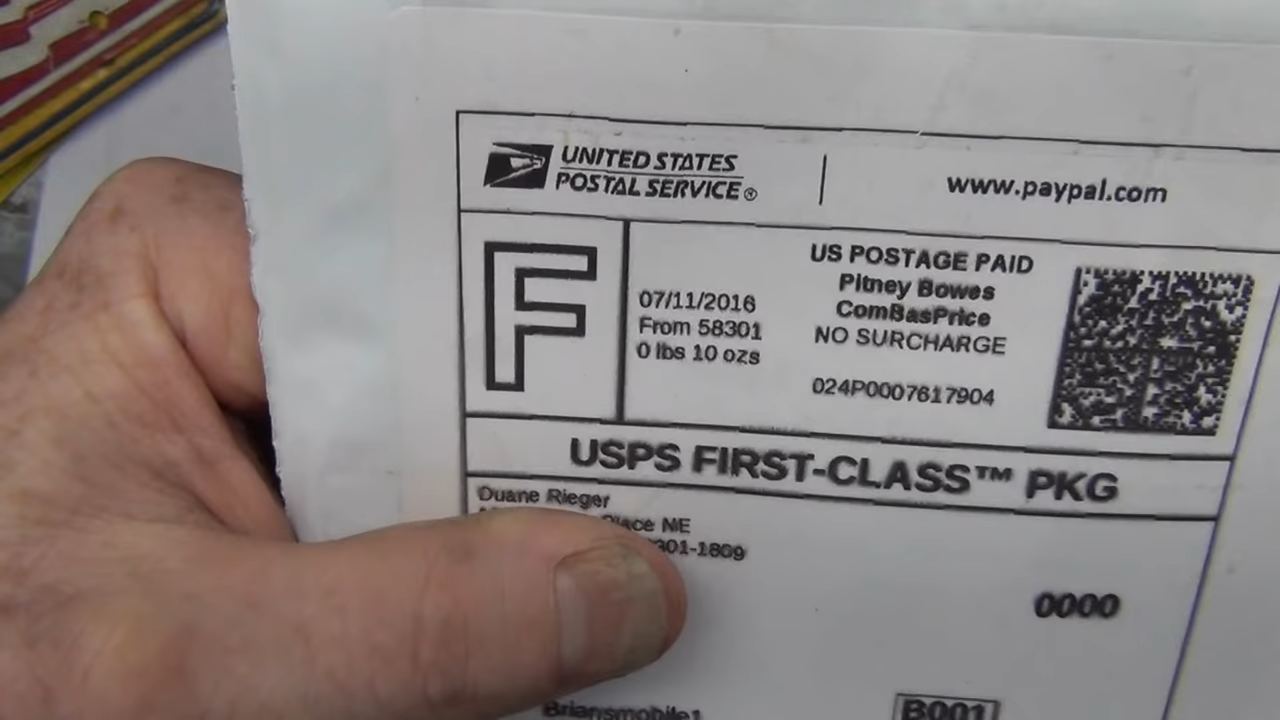 UNITED STATES
POSTAL SERVICE®
www.paypal.com
F
07/11/2016
From 58301
0 lbs 10 ozs
US POSTAGE PAID
Pitney Bowes
ComBasPrice
NO SURCHARGE
024P0007617904
USPS FIRST-CLASS™ PKG
Duane Rieger
Place NE
301-1809
0000
Briansmobile1
B001